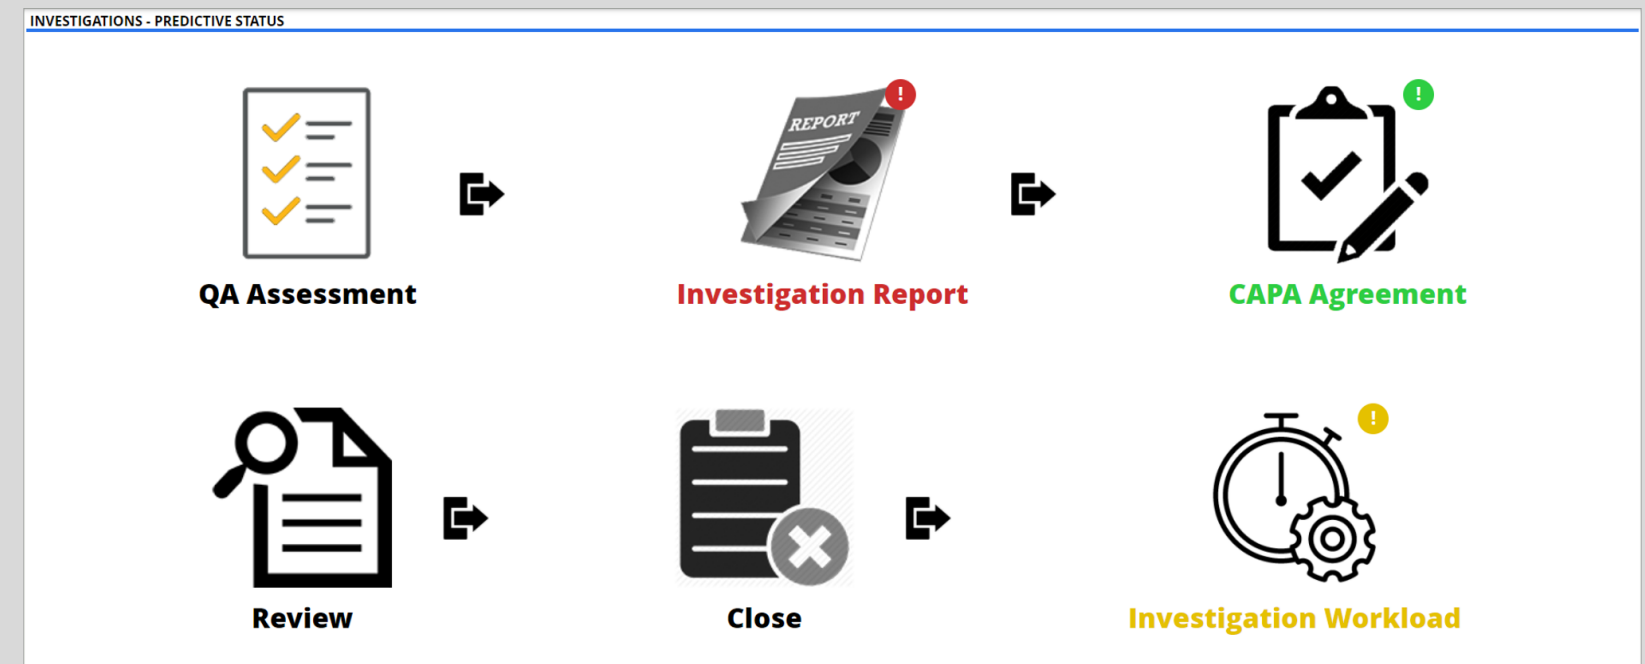 INVESTIGATIONS - PREDICTIVE STATUS
REPORT
!
!
QA Assessment
Investigation Report
CAPA Agreement
!
Review
Close
Investigation Workload